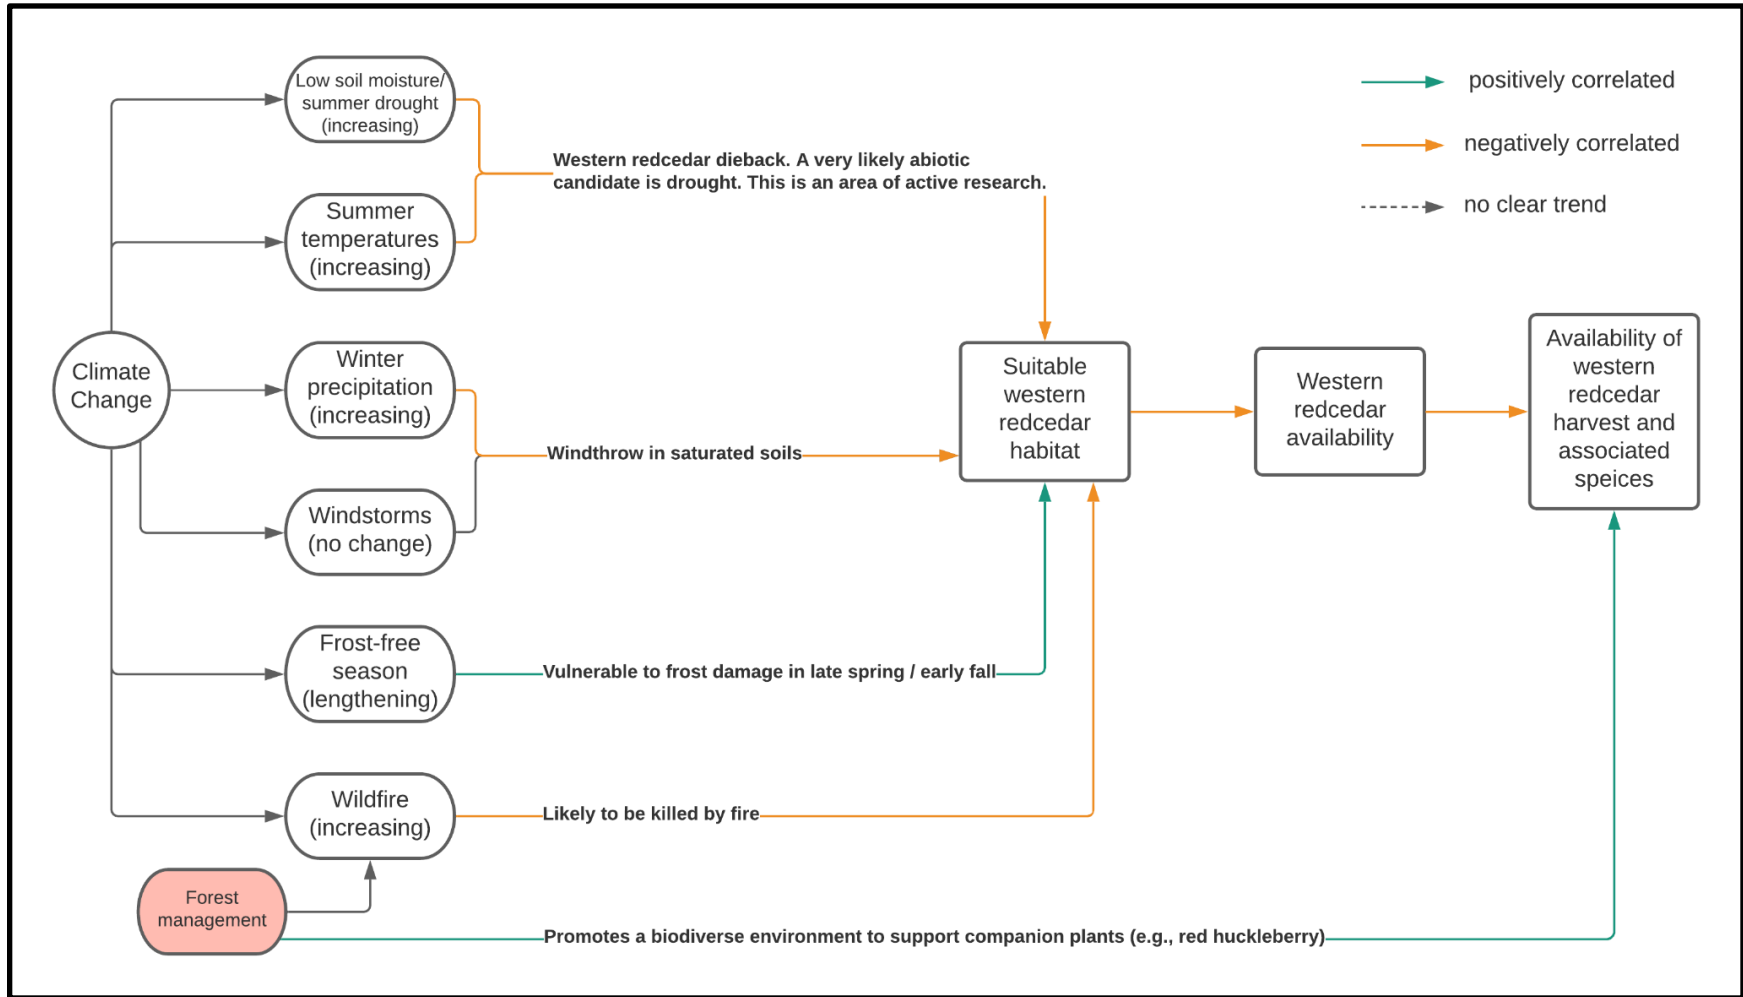 Low soil moisture/
summer drought
(increasing)
positively correlated
negatively correlated
no clear trend
Western redcedar dieback. A very likely abiotic
candidate is drought. This is an area of active research.
Summer
temperatures
(increasing)
Climate
Change
Winter
precipitation
(increasing)
Windthrow in saturated soils
Windstorms
(no change)
Suitable
western
redcedar
habitat
Western
redcedar
availability
Availability of
western
redcedar
harvest and
associated
speices
Frost-free
season
(lengthening)
Vulnerable to frost damage in late spring / early fall
Wildfire
(increasing)
Likely to be killed by fire
Forest
management
Promotes a biodiverse environment to support companion plants (e.g., red huckleberry)